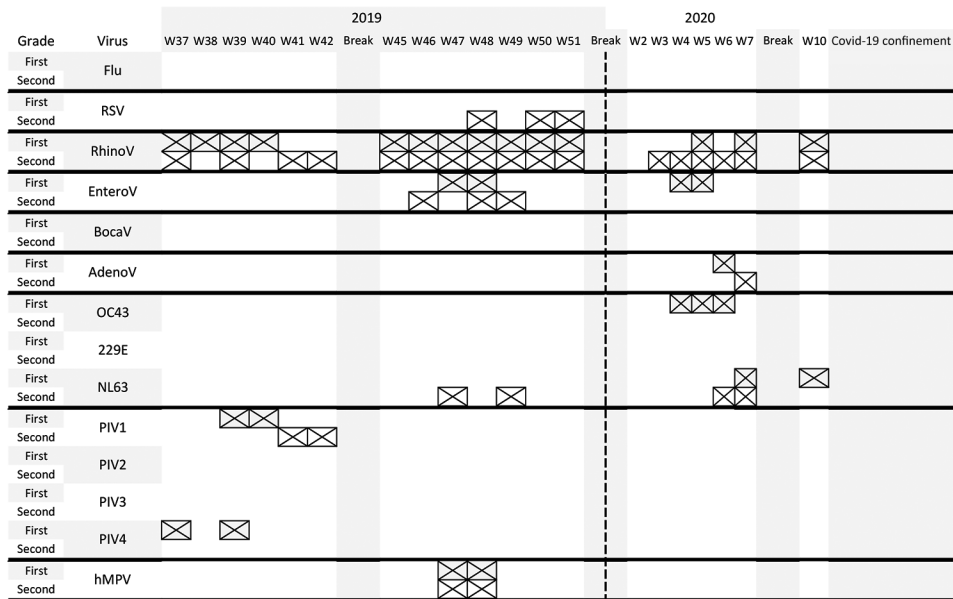 2019 2020
Grade Virus W37 W38 W39 W40 W41 W42 Break W45 W46 W47 W48 W49 W50 W51 Break W2 W3 W4 W5 W6 W7 Break W10 Covid-19 confinement
First
Flu
Second
First
RSV
Second
First
RhinoV
Second
First
EnteroV
Second
First
BocaV
Second
First
AdenoV
Second
First
OC43
Second
First
229E
Second
First
NL63
Second
First
PIV1
Second
First
PIV2
Second
First
PIV3
Second
First
PIV4
Second
First
hMPV
Second